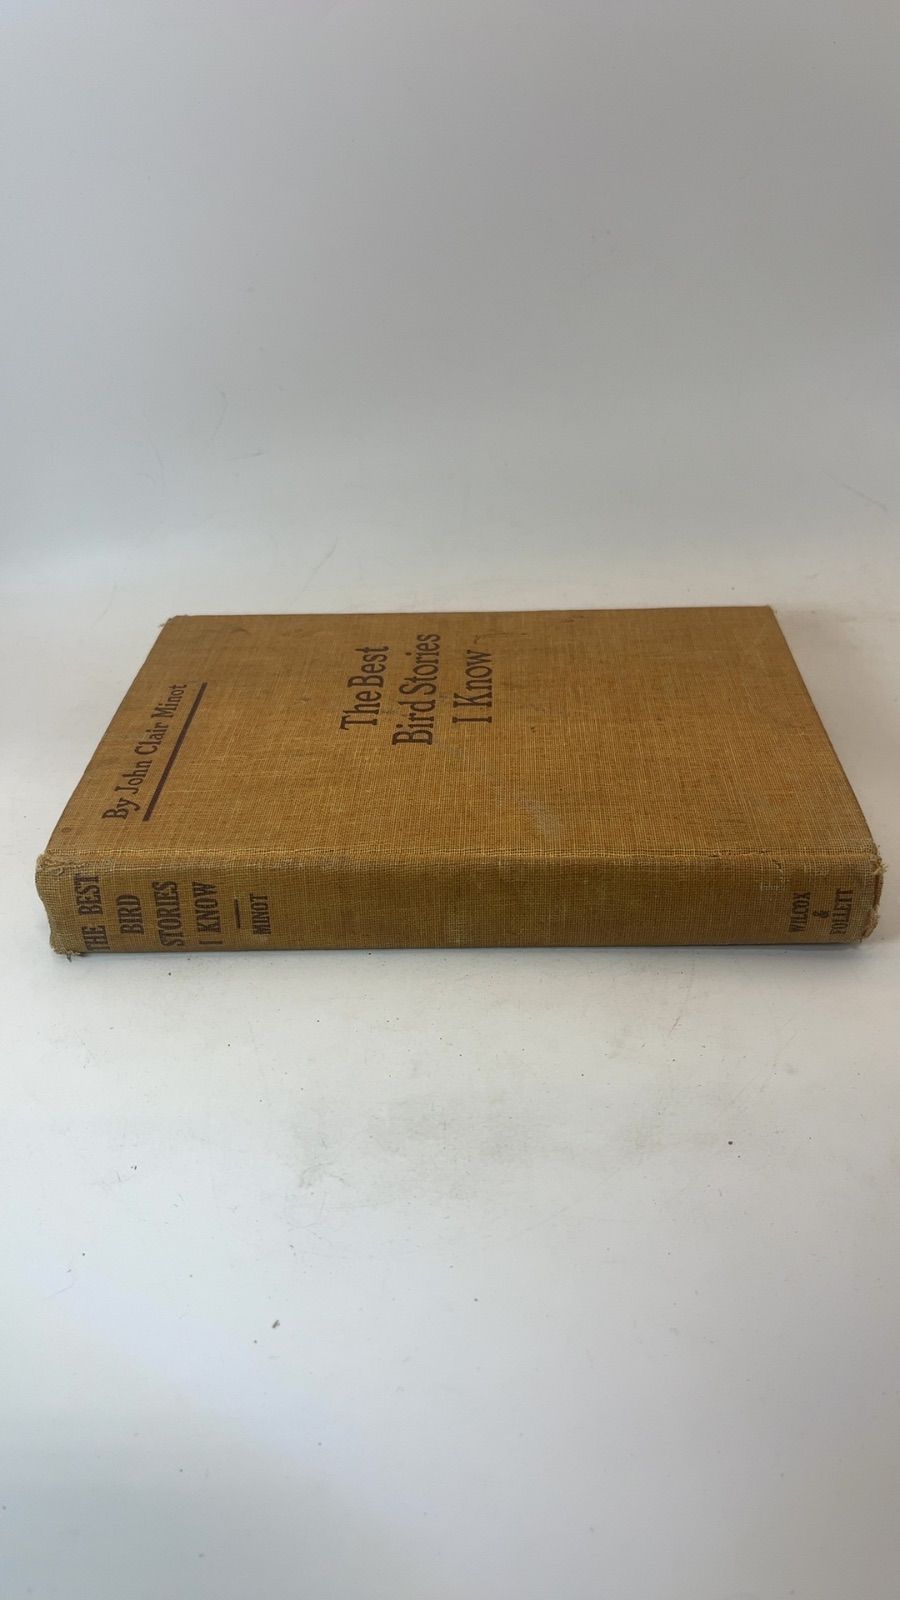 By John Clair Minot
The Best
Bird Stories
I Know
THE BEST
BIRD
STORIES
I KNOW
MINOT
WILCOX
&
FOLLETT